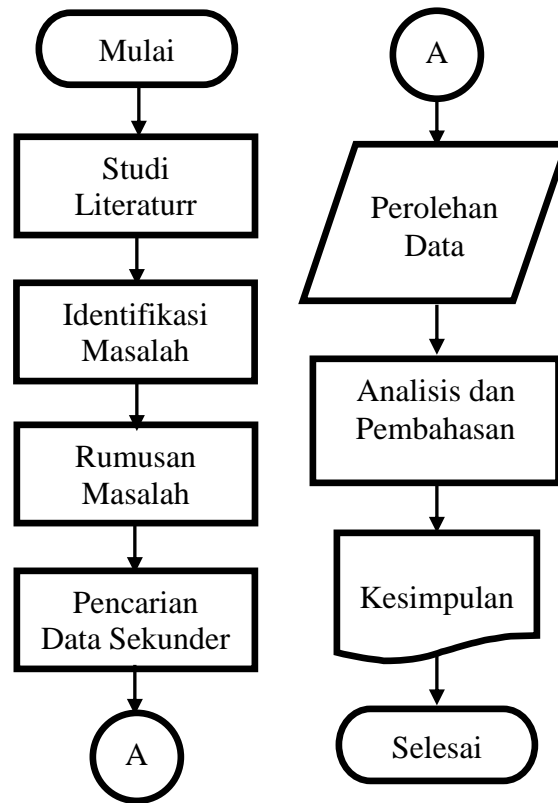 Mulai
Studi
Literaturr
Identifikasi
Masalah
Rumusan
Masalah
Pencarian
Data Sekunder
A
A
Perolehan
Data
Analisis dan
Pembahasan
Kesimpulan
Selesai